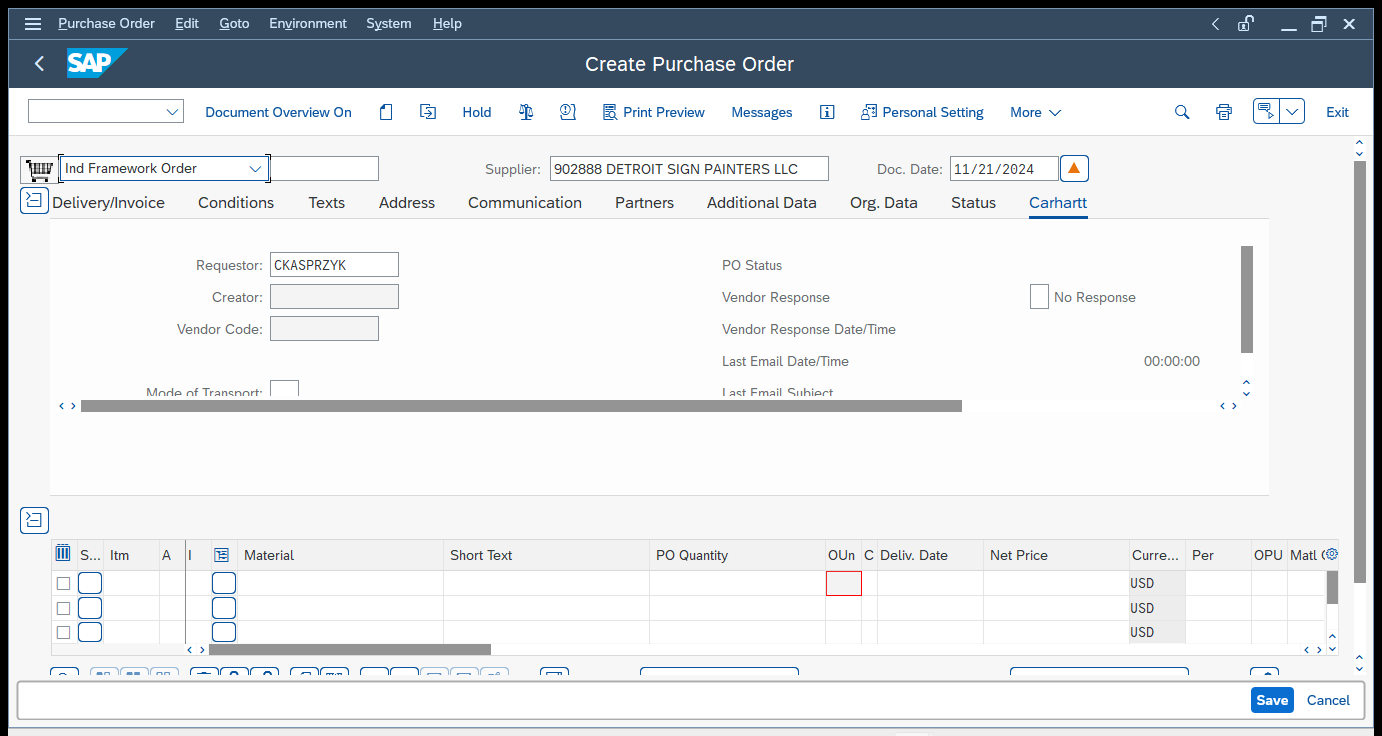 Purchase Order Edit Goto Environment System Help
SAP Create Purchase Order
Document Overview On Hold Print Preview Messages Personal Setting More Exit
Ind Framework Order Supplier: 902888 DETROIT SIGN PAINTERS LLC Doc. Date: 11/21/2024
Delivery/Invoice Conditions Texts Address Communication Partners Additional Data Org. Data Status Carhartt
Requestor: CKASPRZYK PO Status
Creator: Vendor Response No Response
Vendor Code: Vendor Response Date/Time
Last Email Date/Time 00:00:00
Mode of Transport: Last Email Subject
S... Itm A I Material Short Text PO Quantity OUn C Deliv. Date Net Price Curre... Per OPU Matl
USD
USD
USD
Save Cancel